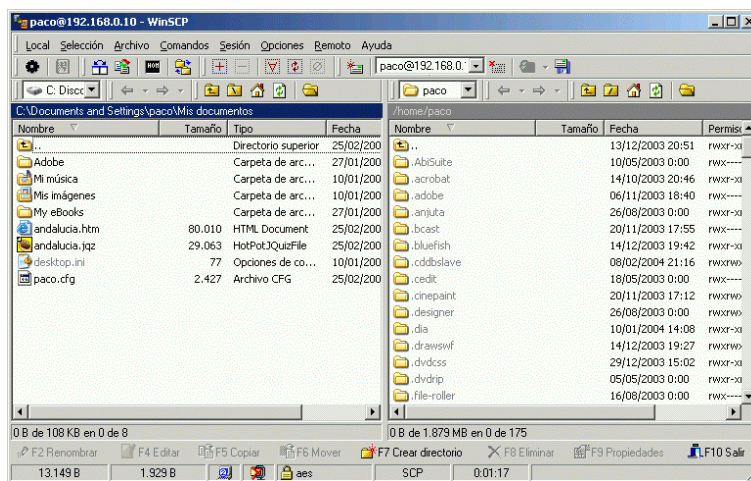 paco@192.168.0.10 - WinSCP
Local Selección Archivo Comandos Sesión Opciones Remoto Ayuda
paco@192.168.0.
C: Disco paco
C:\Documents and Settings\paco\Mis documentos /home/paco
Nombre Tamaño Tipo Fecha Nombre Tamaño Fecha Permisc
.. Directorio superior 25/02/200 .. 13/12/2003 20:51 rwxr-x
Adobe Carpeta de arc... 27/01/200 .AbiSuite 10/05/2003 0:00 rwx----
Mi música Carpeta de arc... 10/01/200 .acrobat 14/10/2003 20:46 rwxr-x
Mis imágenes Carpeta de arc... 10/01/200 .adobe 06/11/2003 18:40 rwx----
My eBooks Carpeta de arc... 27/01/200 .anjuta 26/08/2003 0:00 rwxr-x
andalucia.htm 80.010 HTML Document 25/02/200 .bcast 20/11/2003 17:55 rwx----
andalucia.jqz 29.063 HotPotJQuizFile 25/02/200 .bluefish 14/12/2003 19:42 rwxr-x
desktop.ini 77 Opciones de co... 10/01/200 .cddbslave 08/02/2004 21:16 rwxrwx
paco.cfg 2.427 Archivo CFG 25/02/200 .cedit 18/05/2003 0:00 rwx----
.cinepaint 20/11/2003 17:12 rwxrwx
.designer 26/08/2003 0:00 rwxr-x
.dia 10/01/2004 14:08 rwxrwx
.drawswf 14/12/2003 19:27 rwxrwx
.dvdcss 29/12/2003 15:02 rwxr-x
.dvdrip 05/05/2003 0:00 rwxr-x
.file-roller 16/08/2003 0:00 rwx----
0 B de 108 KB en 0 de 8 0 B de 1.879 MB en 0 de 175
F2 Renombrar F4 Editar F5 Copiar F6 Mover F7 Crear directorio F8 Eliminar F9 Propiedades F10 Salir
13.149 B 1.929 B aes SCP 0:01:17